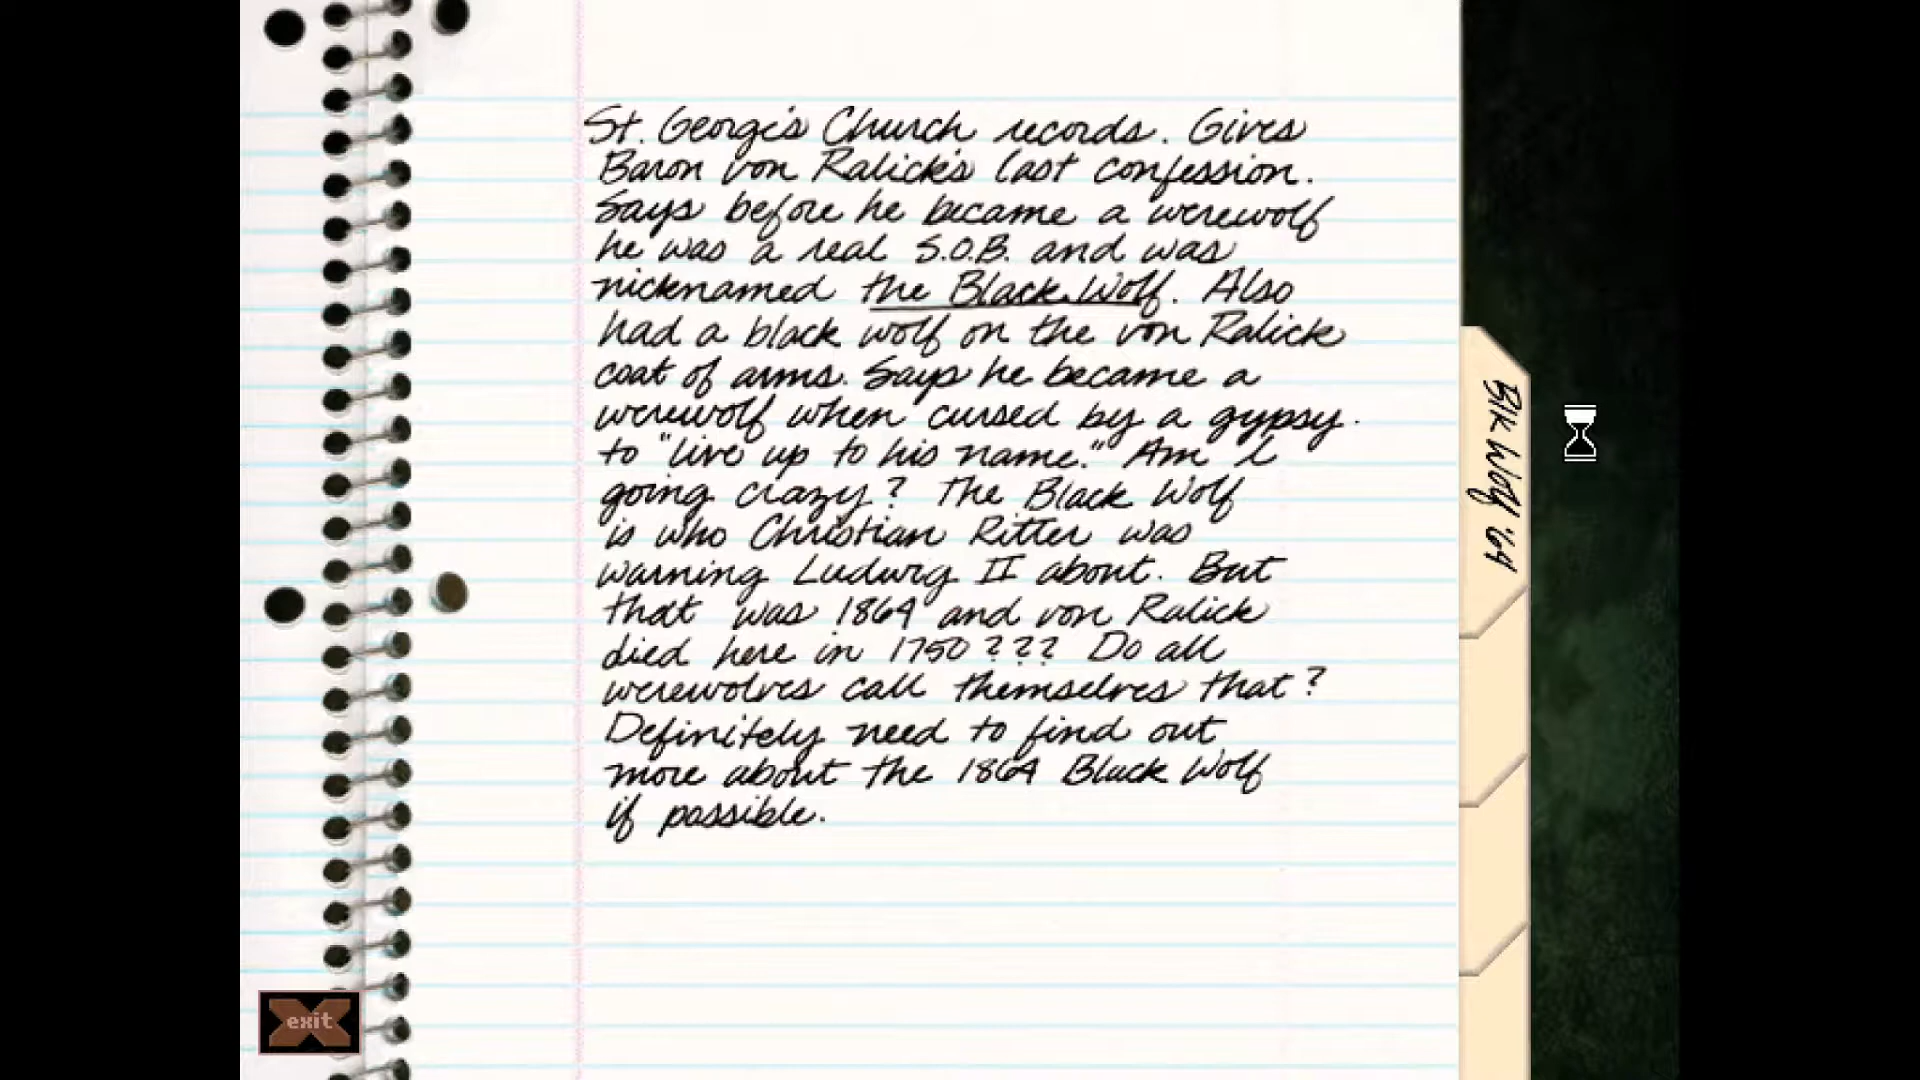 St. George's Church records. Gives
Baron von Ralick's last confession.
Says before he became a werewolf
he was a real S.O.B. and was
nicknamed the Black Wolf. Also
had a black wolf on the von Ralick
coat of arms. Says he became a
werewolf when cursed by a gypsy.
to "live up to his name." Am i
going crazy? The Black Wolf
is who Christian Ritter was
warning Ludwig II about. But
that was 1864 and von Ralick
died here in 1750??? Do all
werewolves call themselves that?
Definitely need to find out
more about the 1864 Black Wolf
if possible.
Blk Wolf '64
exit